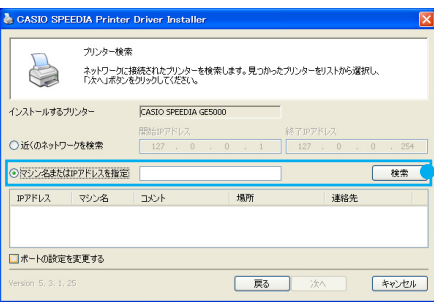 CASIO SPEEDIA Printer Driver Installer
プリンター検索
ネットワークに接続されたプリンターを検索します。見つかったプリンターをリストから選択し、
「次へ」ボタンをクリックしてください。
インストールするプリンター CASIO SPEEDIA GE5000
開始IPアドレス 終了IPアドレス
近くのネットワークを検索 127 . 0 . 0 . 1 127 . 0 . 0 . 254
マシン名またはIPアドレスを指定 検索
IPアドレス マシン名 コメント 場所 連絡先
ポートの設定を変更する
Version 5.3.1.25 戻る 次へ キャンセル